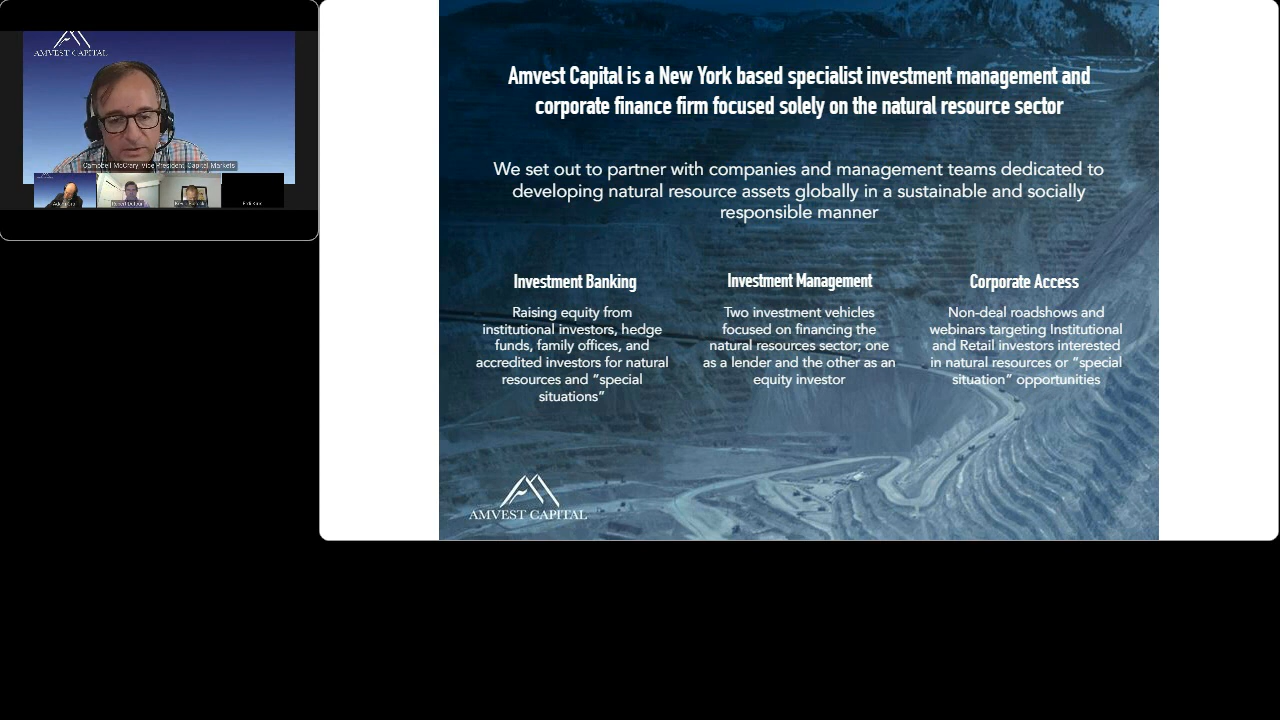 AMVEST CAPITAL
Campbell McCrary, Vice President, Capital Markets
Amvest Capital is a New York based specialist investment management and
corporate finance firm focused solely on the natural resource sector
We set out to partner with companies and management teams dedicated to
developing natural resource assets globally in a sustainable and socially
responsible manner
Investment Banking
Raising equity from
institutional investors, hedge
funds, family offices, and
accredited investors for natural
resources and “special
situations”
Investment Management
Two investment vehicles
focused on financing the
natural resources sector; one
as a lender and the other as an
equity investor
Corporate Access
Non-deal roadshows and
webinars targeting Institutional
and Retail investors interested
in natural resources or “special
situation” opportunities
AMVEST CAPITAL